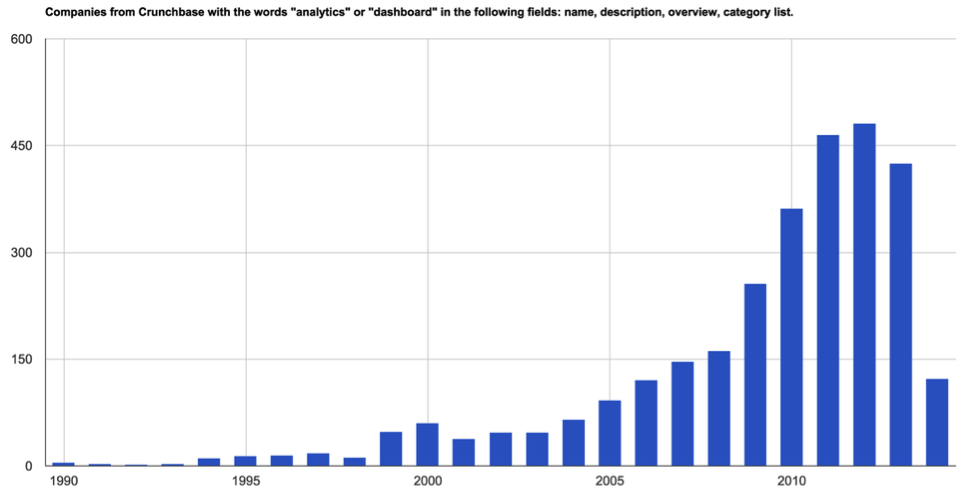 Companies from Crunchbase with the words "analytics" or "dashboard" in the following fields: name, description, overview, category list.
600
450
300
150
0
1990 1995 2000 2005 2010